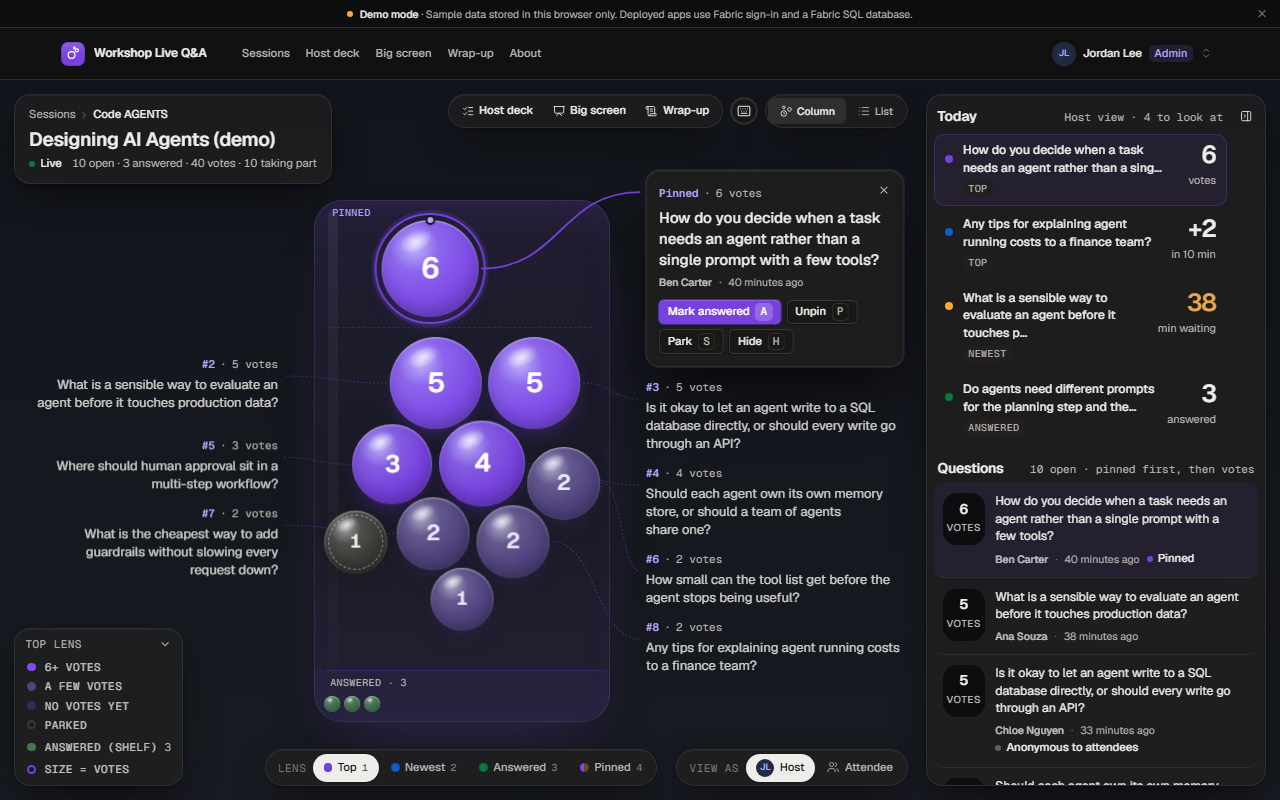 Demo mode · Sample data stored in this browser only. Deployed apps use Fabric sign-in and a Fabric SQL database.
Workshop Live Q&A
Sessions
Host deck
Big screen
Wrap-up
About
JL
Jordan Lee
Admin
Sessions > Code AGENTS
Designing AI Agents (demo)
Live 10 open · 3 answered · 40 votes · 10 taking part
Host deck
Big screen
Wrap-up
Column
List
PINNED
6
5
5
3
4
2
1
2
2
1
ANSWERED · 3
#2 · 5 votes
What is a sensible way to evaluate an
agent before it touches production data?
#5 · 3 votes
Where should human approval sit in a
multi-step workflow?
#7 · 2 votes
What is the cheapest way to add
guardrails without slowing every
request down?
Pinned · 6 votes
How do you decide when a task
needs an agent rather than a
single prompt with a few tools?
Ben Carter · 40 minutes ago
Mark answered A
Unpin P
Park S
Hide H
#3 · 5 votes
Is it okay to let an agent write to a SQL
database directly, or should every write go
through an API?
#4 · 4 votes
Should each agent own its own memory
store, or should a team of agents
share one?
#6 · 2 votes
How small can the tool list get before the
agent stops being useful?
#8 · 2 votes
Any tips for explaining agent running costs
to a finance team?
TOP LENS
6+ VOTES
A FEW VOTES
NO VOTES YET
PARKED
ANSWERED (SHELF) 3
SIZE = VOTES
LENS
Top 1
Newest 2
Answered 3
Pinned 4
VIEW AS
JL
Host
Attendee
Today
Host view · 4 to look at
How do you decide when a task
needs an agent rather than a sing…
TOP
6
votes
Any tips for explaining agent
running costs to a finance team?
TOP
+2
in 10 min
What is a sensible way to
evaluate an agent before it
touches p…
NEWEST
38
min waiting
Do agents need different prompts
for the planning step and the…
ANSWERED
3
answered
Questions
10 open · pinned first, then votes
6
VOTES
How do you decide when a task needs an
agent rather than a single prompt with a
few tools?
Ben Carter · 40 minutes ago
Pinned
5
VOTES
What is a sensible way to evaluate an agent
before it touches production data?
Ana Souza · 38 minutes ago
5
VOTES
Is it okay to let an agent write to a SQL
database directly, or should every write go
through an API?
Chloe Nguyen · 33 minutes ago
Anonymous to attendees
Should each agent own its own memory